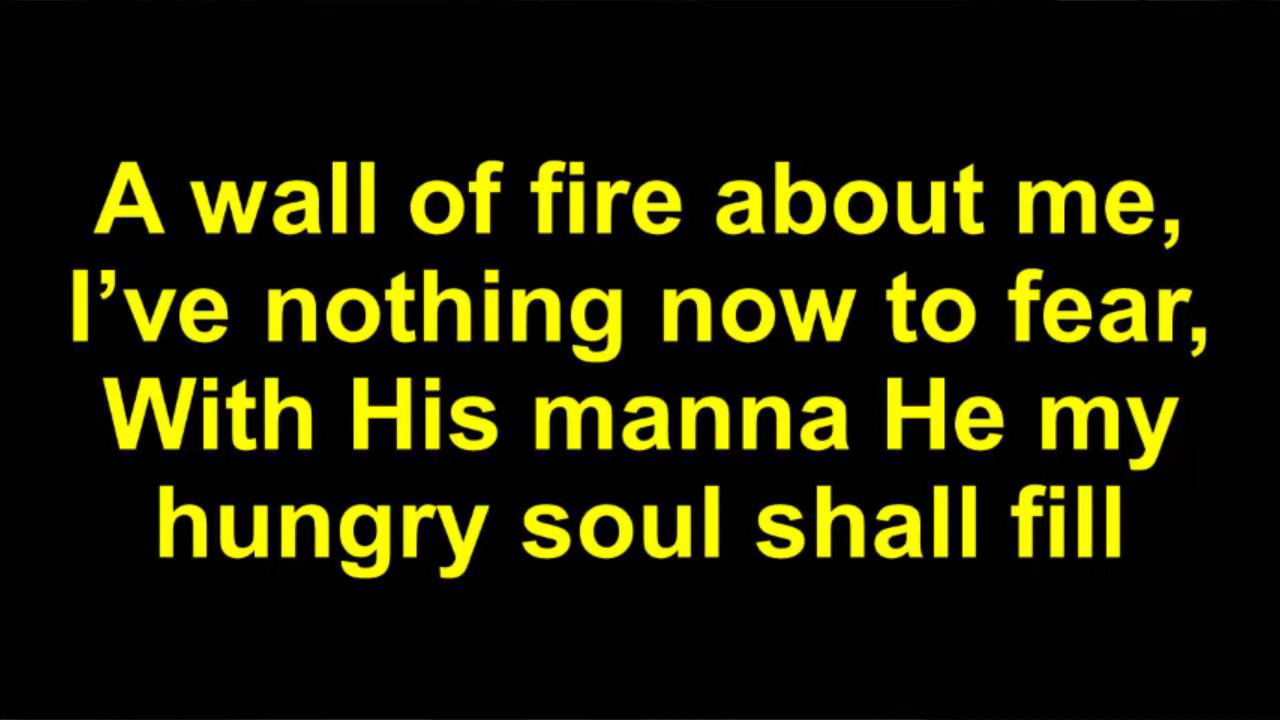 A wall of fire about me,
I’ve nothing now to fear,
With His manna He my
hungry soul shall fill